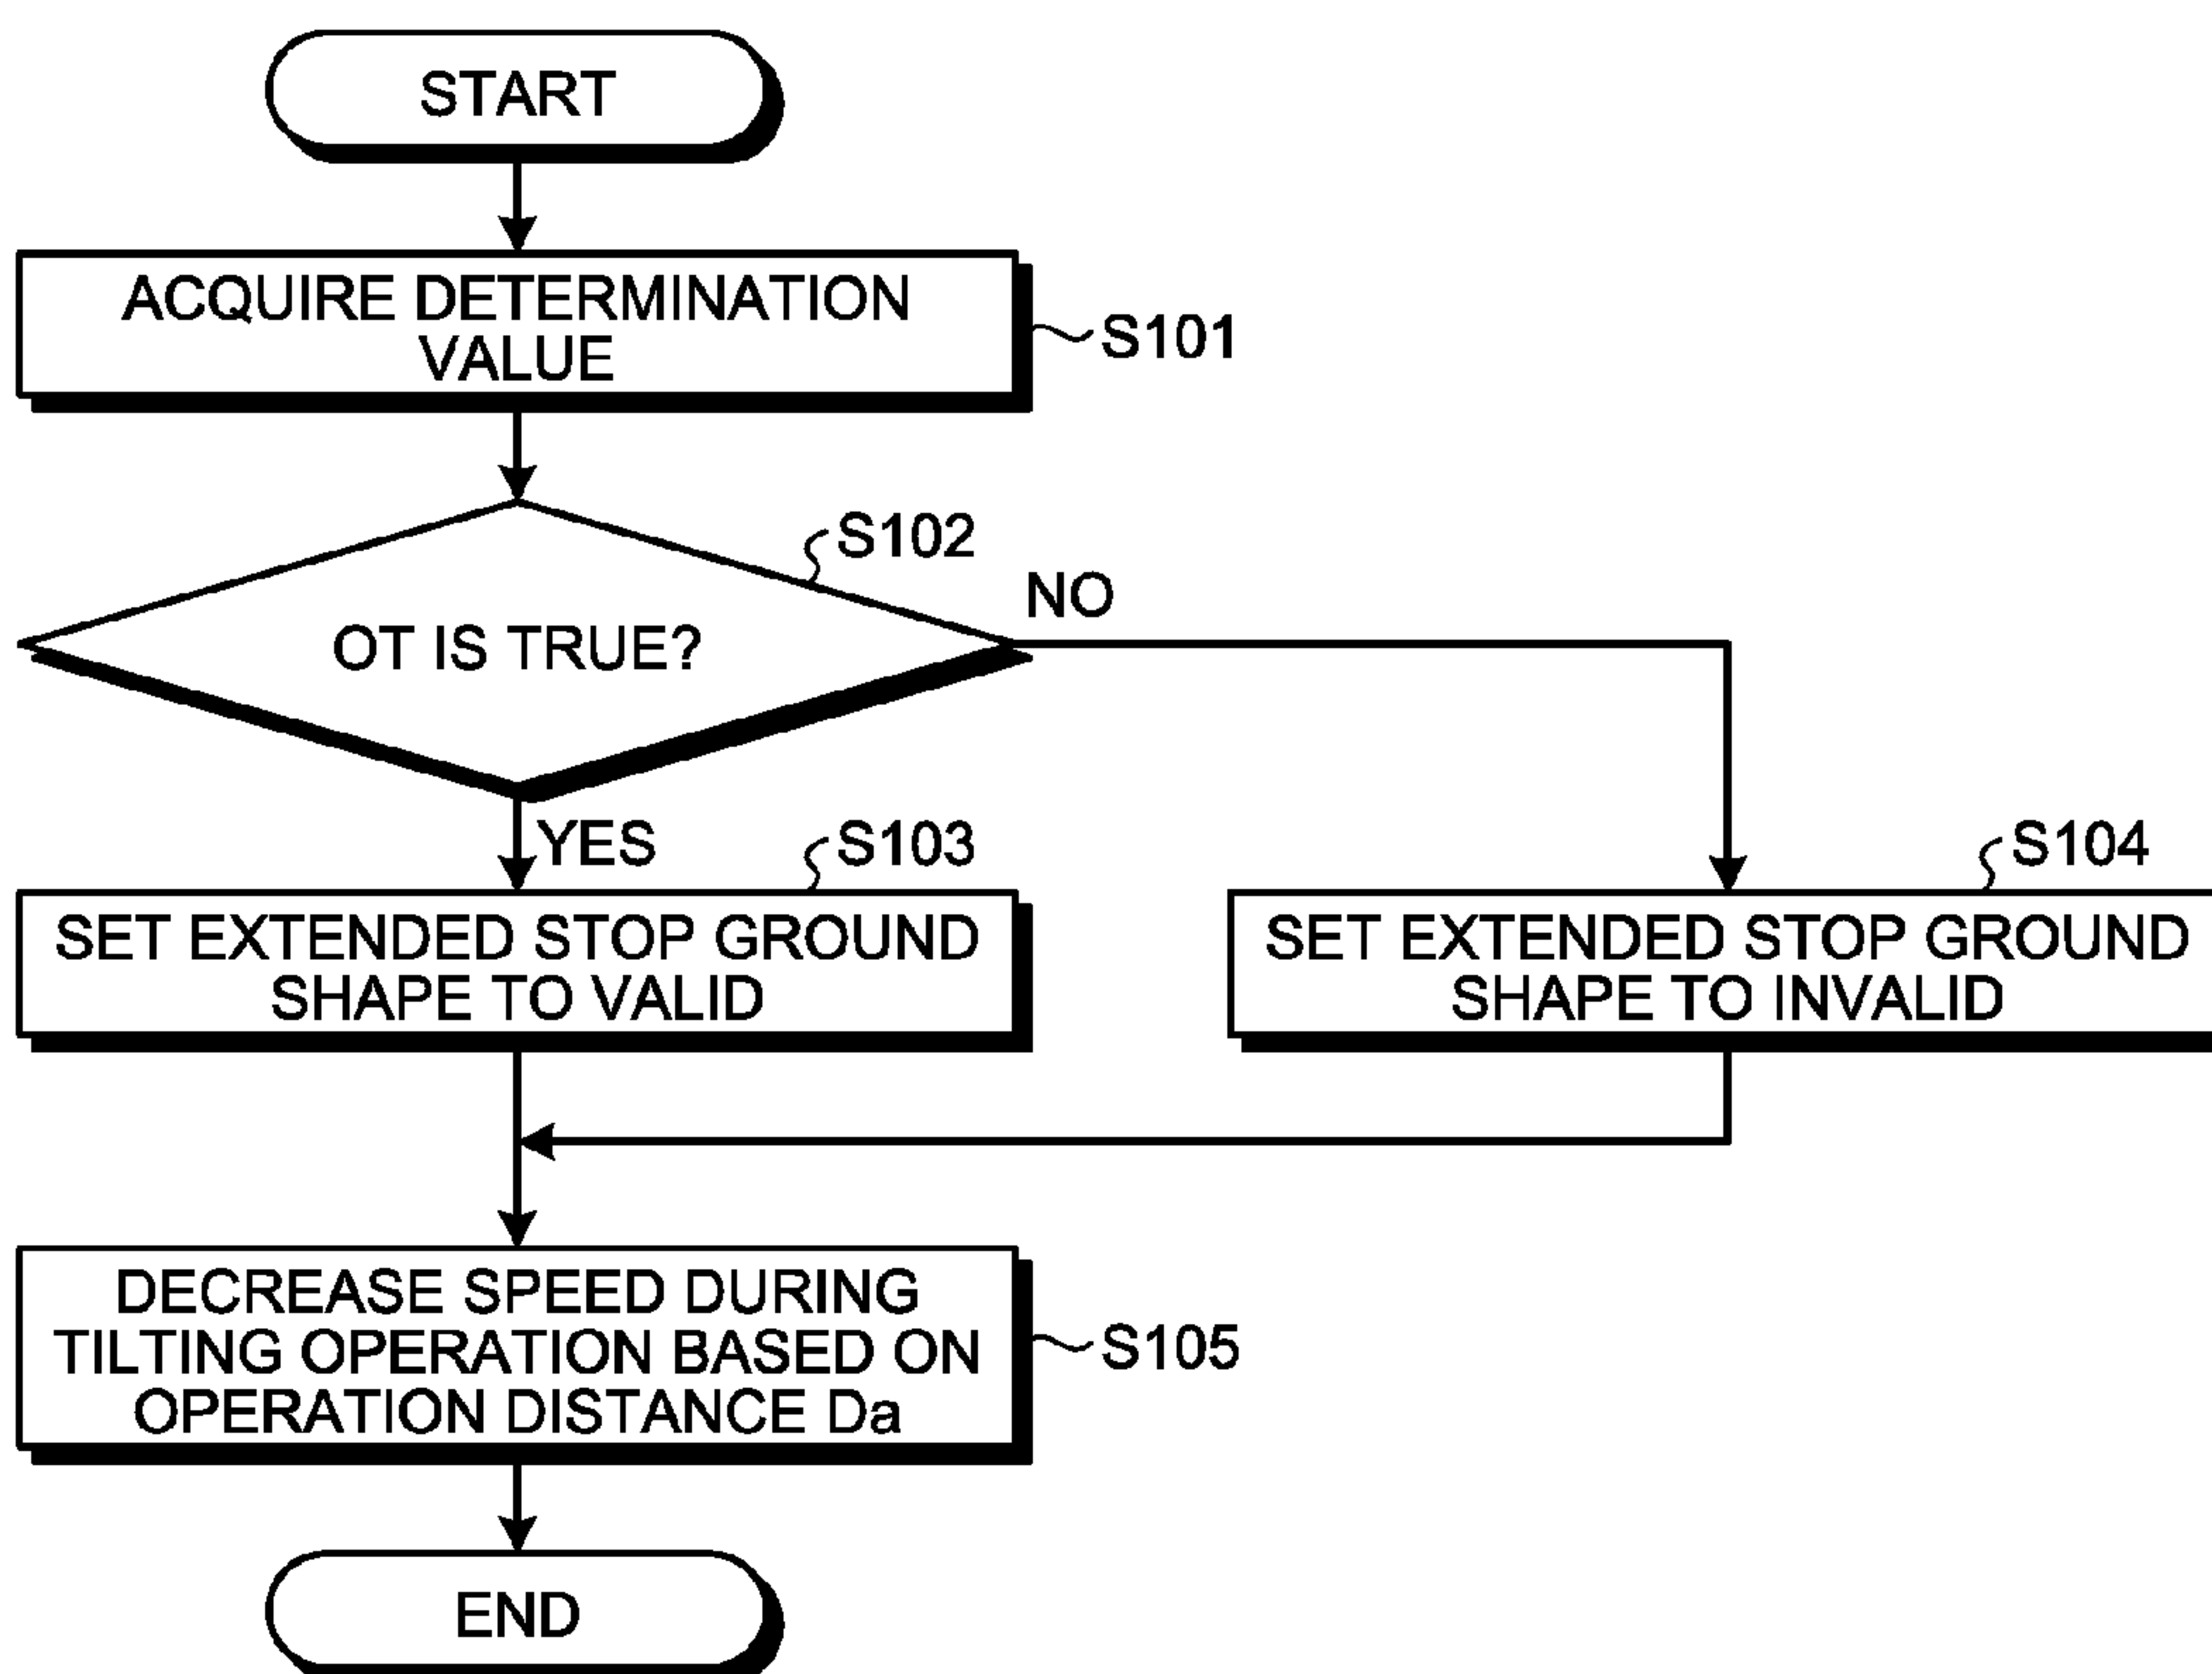 START
ACQUIRE DETERMINATION
VALUE
S101
S102
OT IS TRUE?
NO
YES
S103
SET EXTENDED STOP GROUND
SHAPE TO VALID
S104
SET EXTENDED STOP GROUND
SHAPE TO INVALID
DECREASE SPEED DURING
TILTING OPERATION BASED ON
OPERATION DISTANCE Da
S105
END